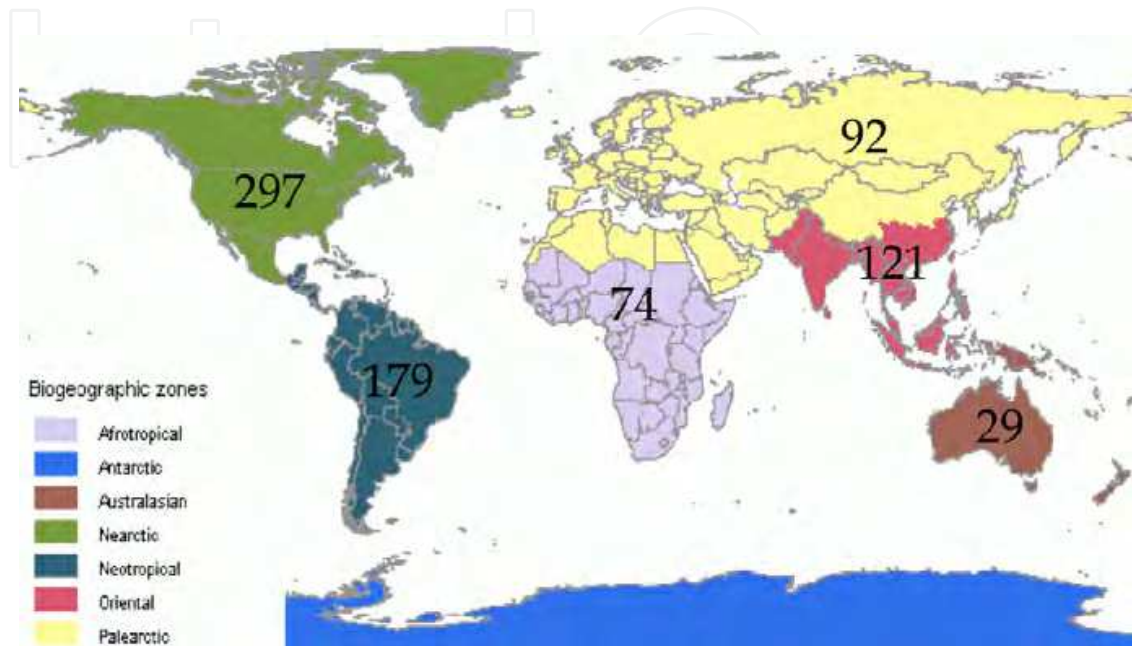 297
92
121
74
179
29
Biogeographic zones
Afrotropical
Antarctic
Australasian
Nearctic
Neotropical
Oriental
Palearctic